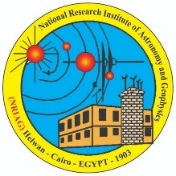 National Research Institute of Astronomy and Geophysics
(NRIAG) Helwan - Cairo - EGYPT - 1903